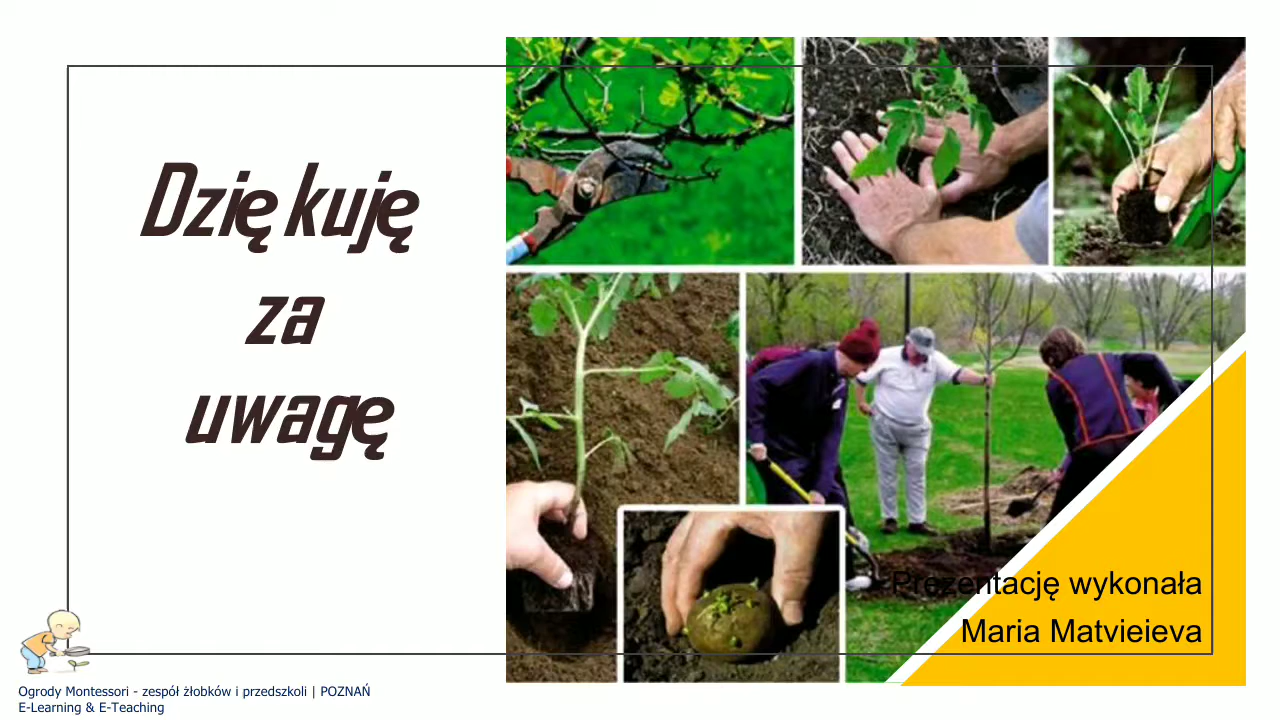 Dziękuję
za
uwagę
Prezentację wykonała
Maria Matvieieva
Ogrody Montessori - zespół żłobków i przedszkoli | POZNAŃ
E-Learning & E-Teaching